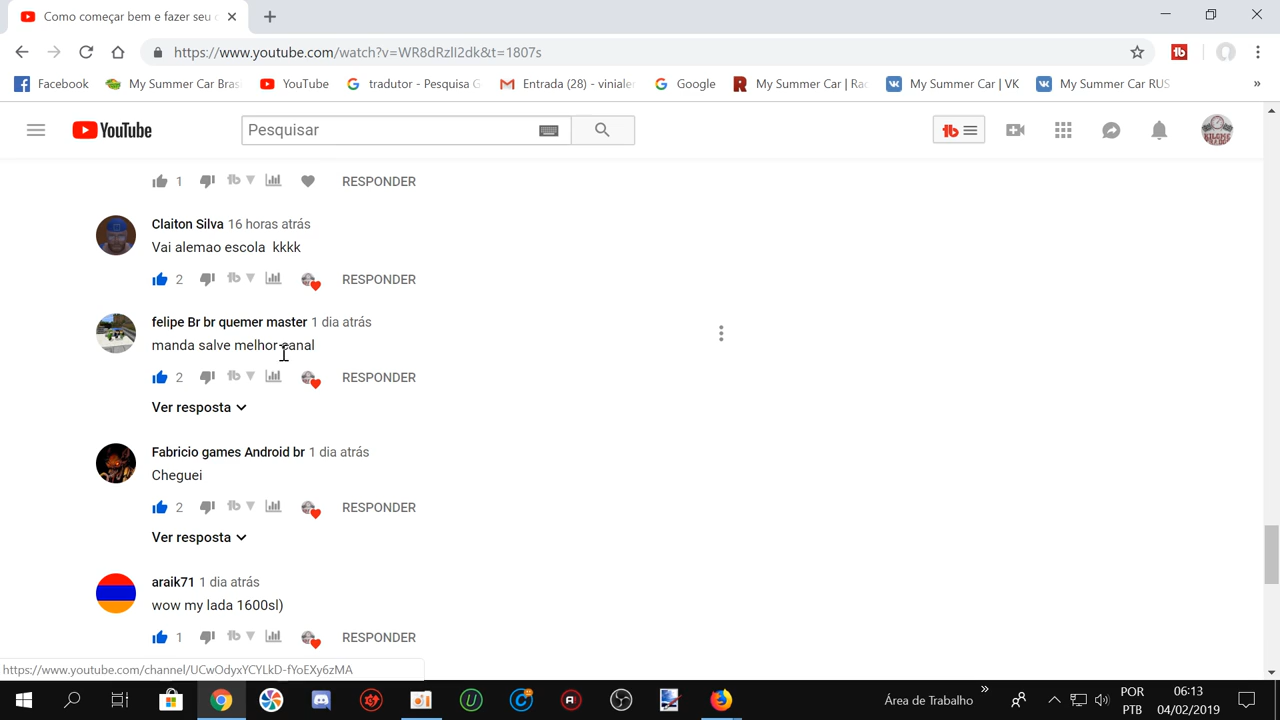 Como começar bem e fazer seu
https://www.youtube.com/watch?v=WR8dRzlI2dk&t=1807s
Facebook
My Summer Car Bras
YouTube
tradutor - Pesquisa G
Entrada (28) - vinialer
Google
My Summer Car | Rac
My Summer Car | VK
My Summer Car RUS
»
YouTube
Pesquisar
1
RESPONDER
Claiton Silva 16 horas atrás
Vai alemao escola kkkk
2
RESPONDER
felipe Br br quemer master 1 dia atrás
manda salve melhor canal
2
RESPONDER
Ver resposta
Fabricio games Android br 1 dia atrás
Cheguei
2
RESPONDER
Ver resposta
araik71 1 dia atrás
wow my lada 1600sl)
1
RESPONDER
https://www.youtube.com/channel/UCwOdyxYCYLkD-fYoEXy6zMA
Área de Trabalho
»
POR
PTB
06:13
04/02/2019